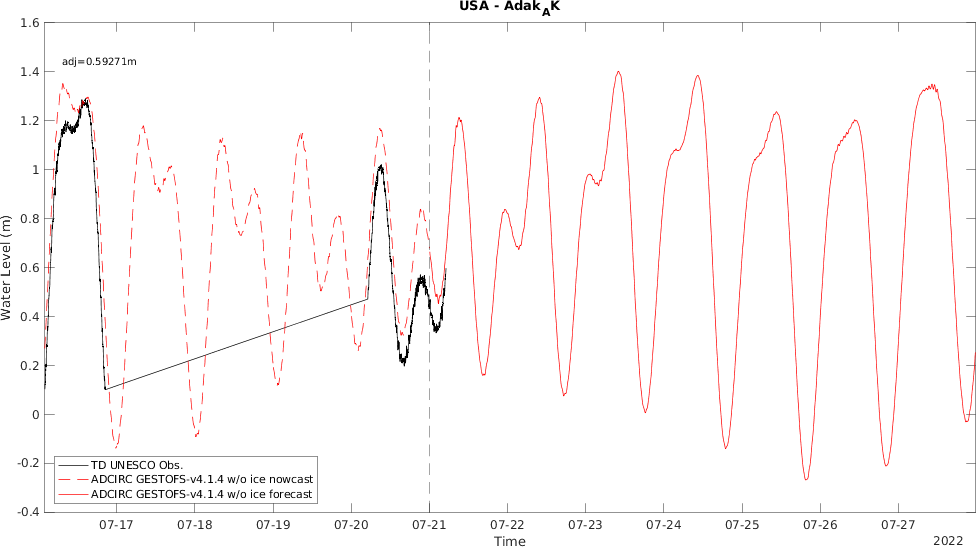 USA - Adak_AK
1.6
1.4
1.2
1
0.8
0.6
0.4
0.2
0
-0.2
-0.4
Water Level (m)
adj=0.59271m
TD UNESCO Obs.
ADCIRC GESTOFS-v4.1.4 w/o ice nowcast
ADCIRC GESTOFS-v4.1.4 w/o ice forecast
07-17 07-18 07-19 07-20 07-21 07-22 07-23 07-24 07-25 07-26 07-27
Time
2022